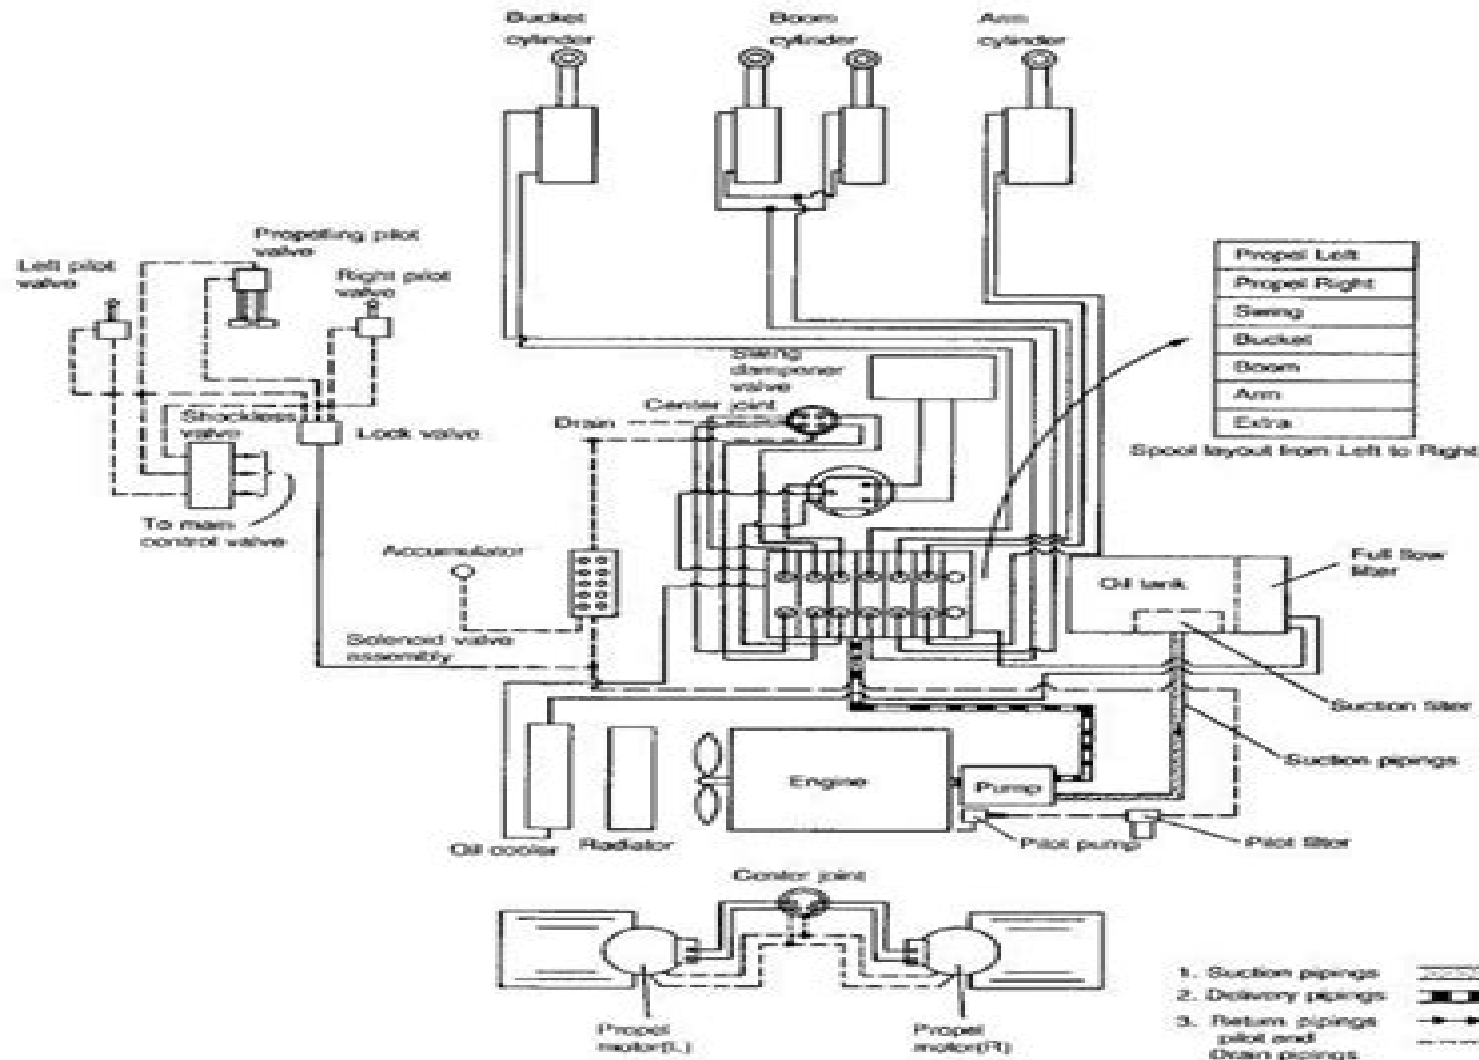 Bucket
cylinder
Boom
cylinder
Arm
cylinder
Propelling pilot
valve
Left pilot
valve
Right pilot
valve
Propel Left
Propel Right
Swing
Bucket
Boom
Arm
Extra
Spool layout from Left to Right
Swing
dampener
valve
Center joint
Drain
Shockless
valve
Lock valve
To main
control valve
Accumulator
Solenoid valve
assembly
Oil tank
Full flow
filter
Suction filter
Suction pipings
Engine
Pump
Oil cooler
Radiator
Pilot pump
Pilot filter
Center joint
Propel
motor(L)
Propel
motor(R)
1. Suction pipings
2. Delivery pipings
3. Return pipings
pilot and
Drain pipings